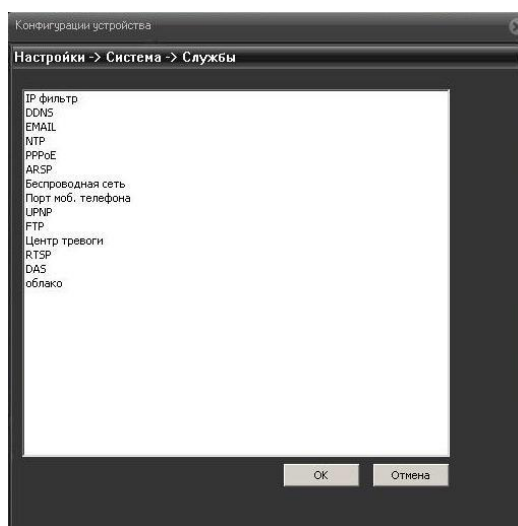 Конфигурации устройства
Настройки -> Система -> Службы
IP фильтр
DDNS
EMAIL
NTP
PPPoE
ARSP
Беспроводная сеть
Порт моб. телефона
UPNP
FTP
Центр тревоги
RTSP
DAS
облако
OK
Отмена